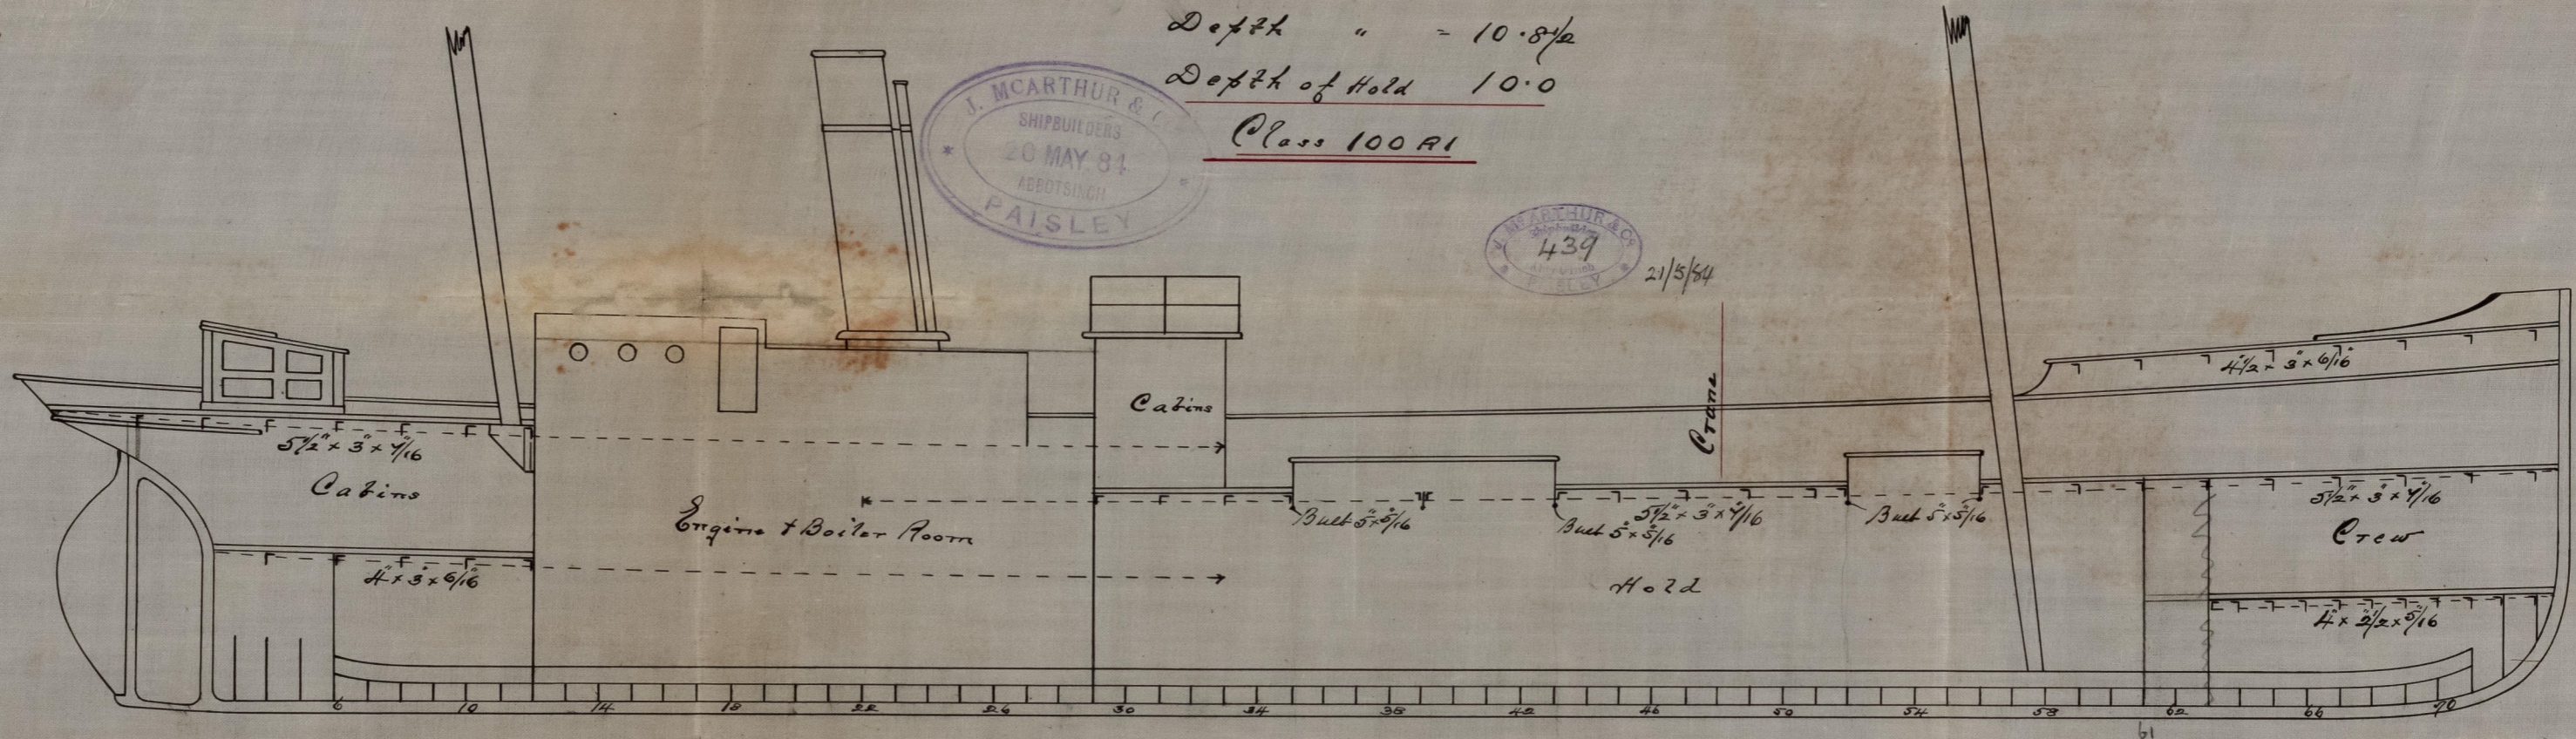 Depth " = 10.8½
Depth of Hold 10.0
Class 100 A1
J. MCARTHUR & C
SHIPBUILDERS
20 MAY. 84
ABBOTSINCH
PAISLEY
J. McARTHUR & Co
439
PAISLEY
21/5/84
4½" × 3" × 6/16"
Cabins
Crane
5½" × 3" × 7/16
Cabins
Engine & Boiler Room
Bulb 5" × 5/16
Bulb 5" × 5/16
5½" × 3" × 7/16
Bulb 5" × 5/16
5½" × 3" × 7/16
Crew
4" × 3" × 6/16"
Hold
4" × 2½" × 5/16
6 10 14 18 22 26 30 34 38 42 46 50 54 58 62 66 70
61